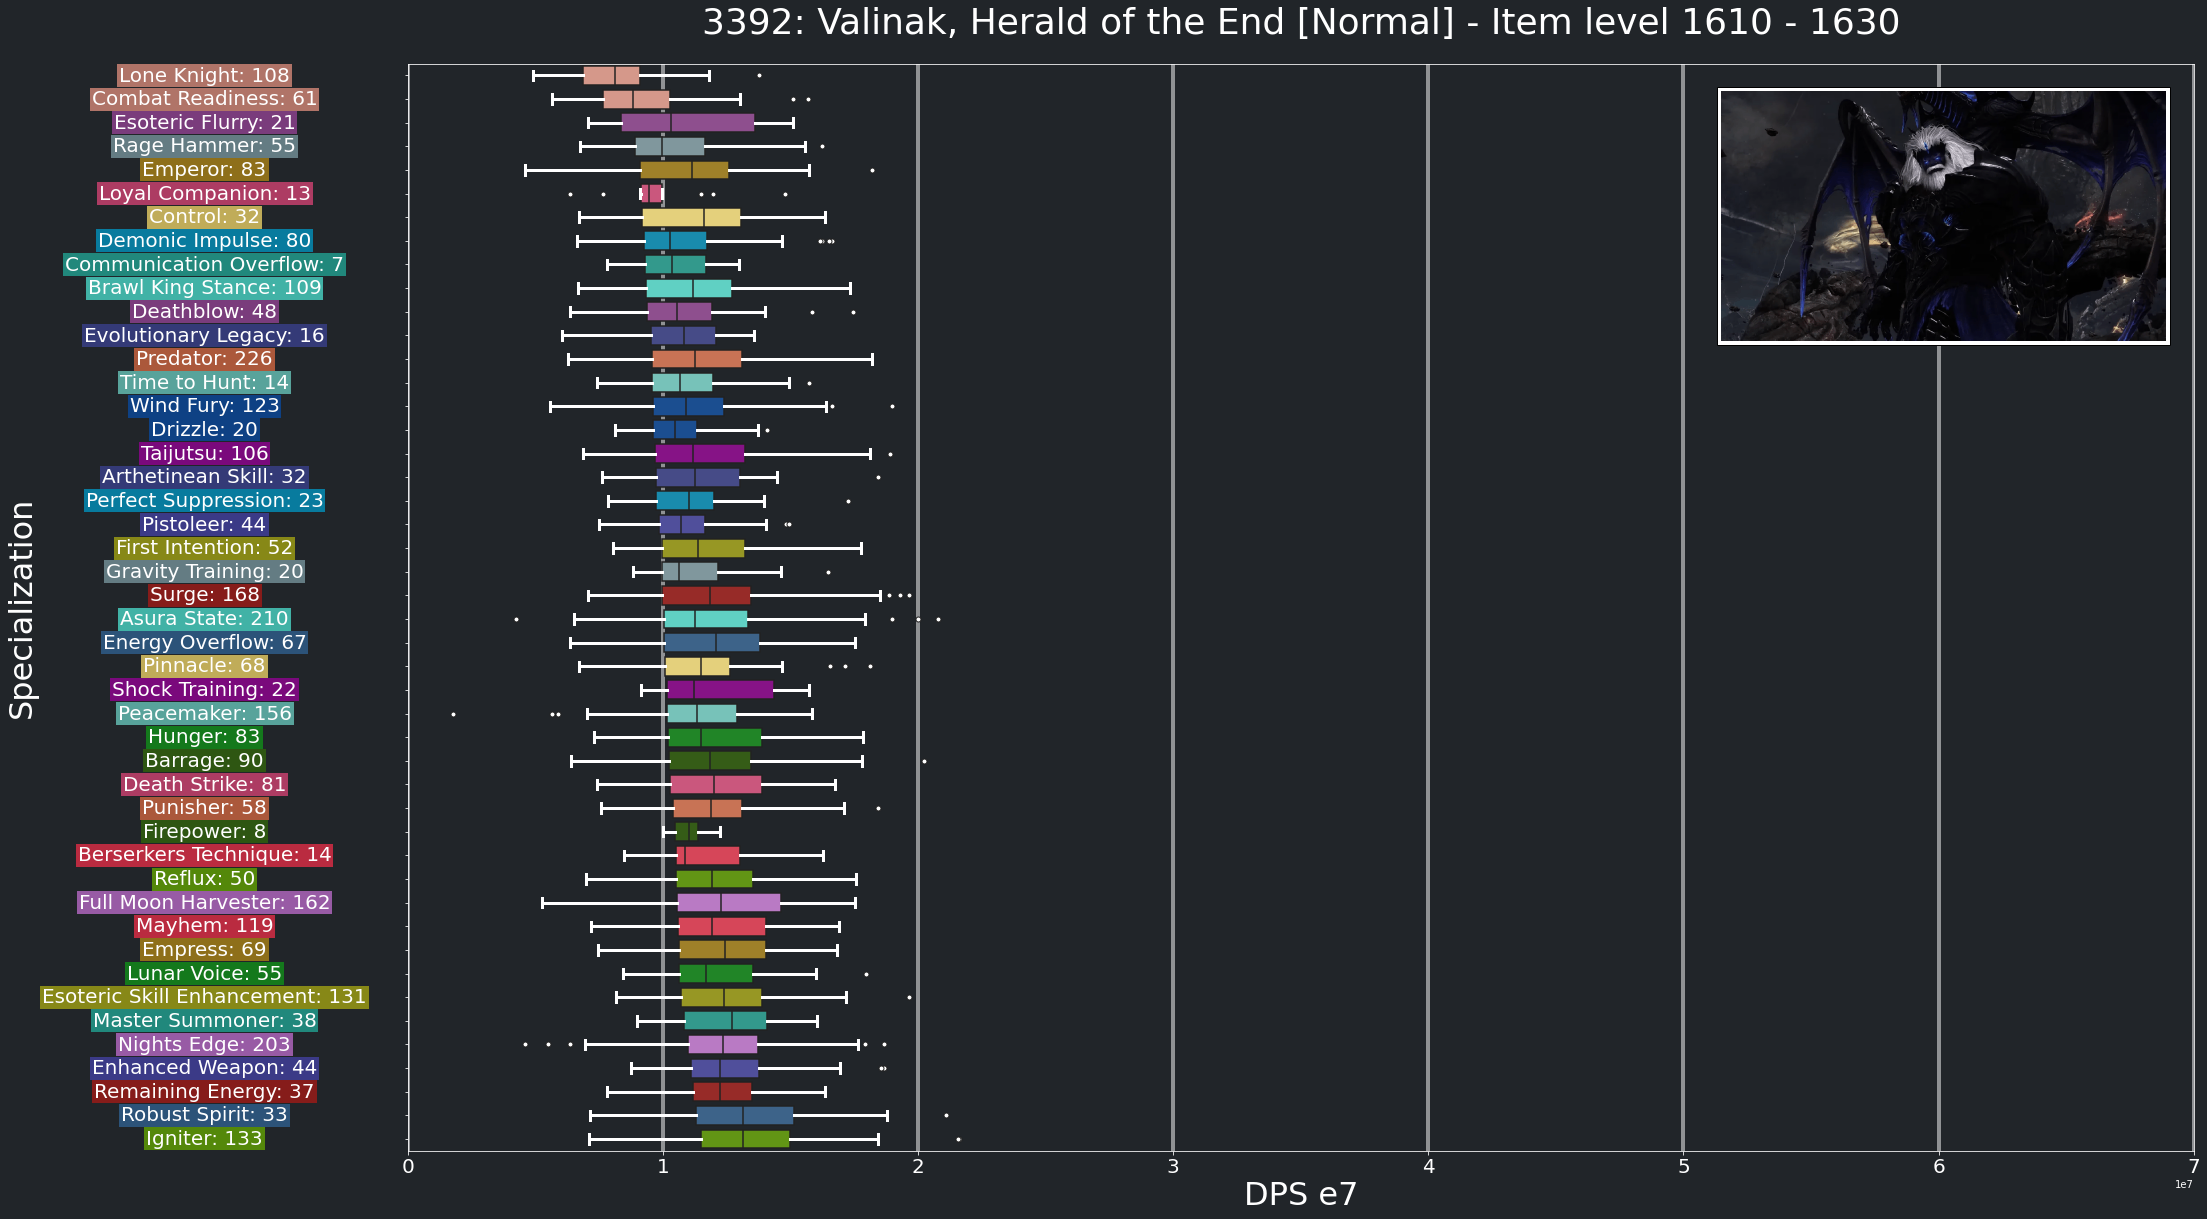 3392: Valinak, Herald of the End [Normal] - Item level 1610 - 1630
Lone Knight: 108
Combat Readiness: 61
Esoteric Flurry: 21
Rage Hammer: 55
Emperor: 83
Loyal Companion: 13
Control: 32
Demonic Impulse: 80
Communication Overflow: 7
Brawl King Stance: 109
Deathblow: 48
Evolutionary Legacy: 16
Predator: 226
Time to Hunt: 14
Wind Fury: 123
Drizzle: 20
Taijutsu: 106
Arthetinean Skill: 32
Perfect Suppression: 23
Pistoleer: 44
First Intention: 52
Gravity Training: 20
Surge: 168
Asura State: 210
Energy Overflow: 67
Pinnacle: 68
Shock Training: 22
Peacemaker: 156
Hunger: 83
Barrage: 90
Death Strike: 81
Punisher: 58
Firepower: 8
Berserkers Technique: 14
Reflux: 50
Full Moon Harvester: 162
Mayhem: 119
Empress: 69
Lunar Voice: 55
Esoteric Skill Enhancement: 131
Master Summoner: 38
Nights Edge: 203
Enhanced Weapon: 44
Remaining Energy: 37
Robust Spirit: 33
Igniter: 133
Specialization
0 1 2 3 4 5 6 7
1e7
DPS e7